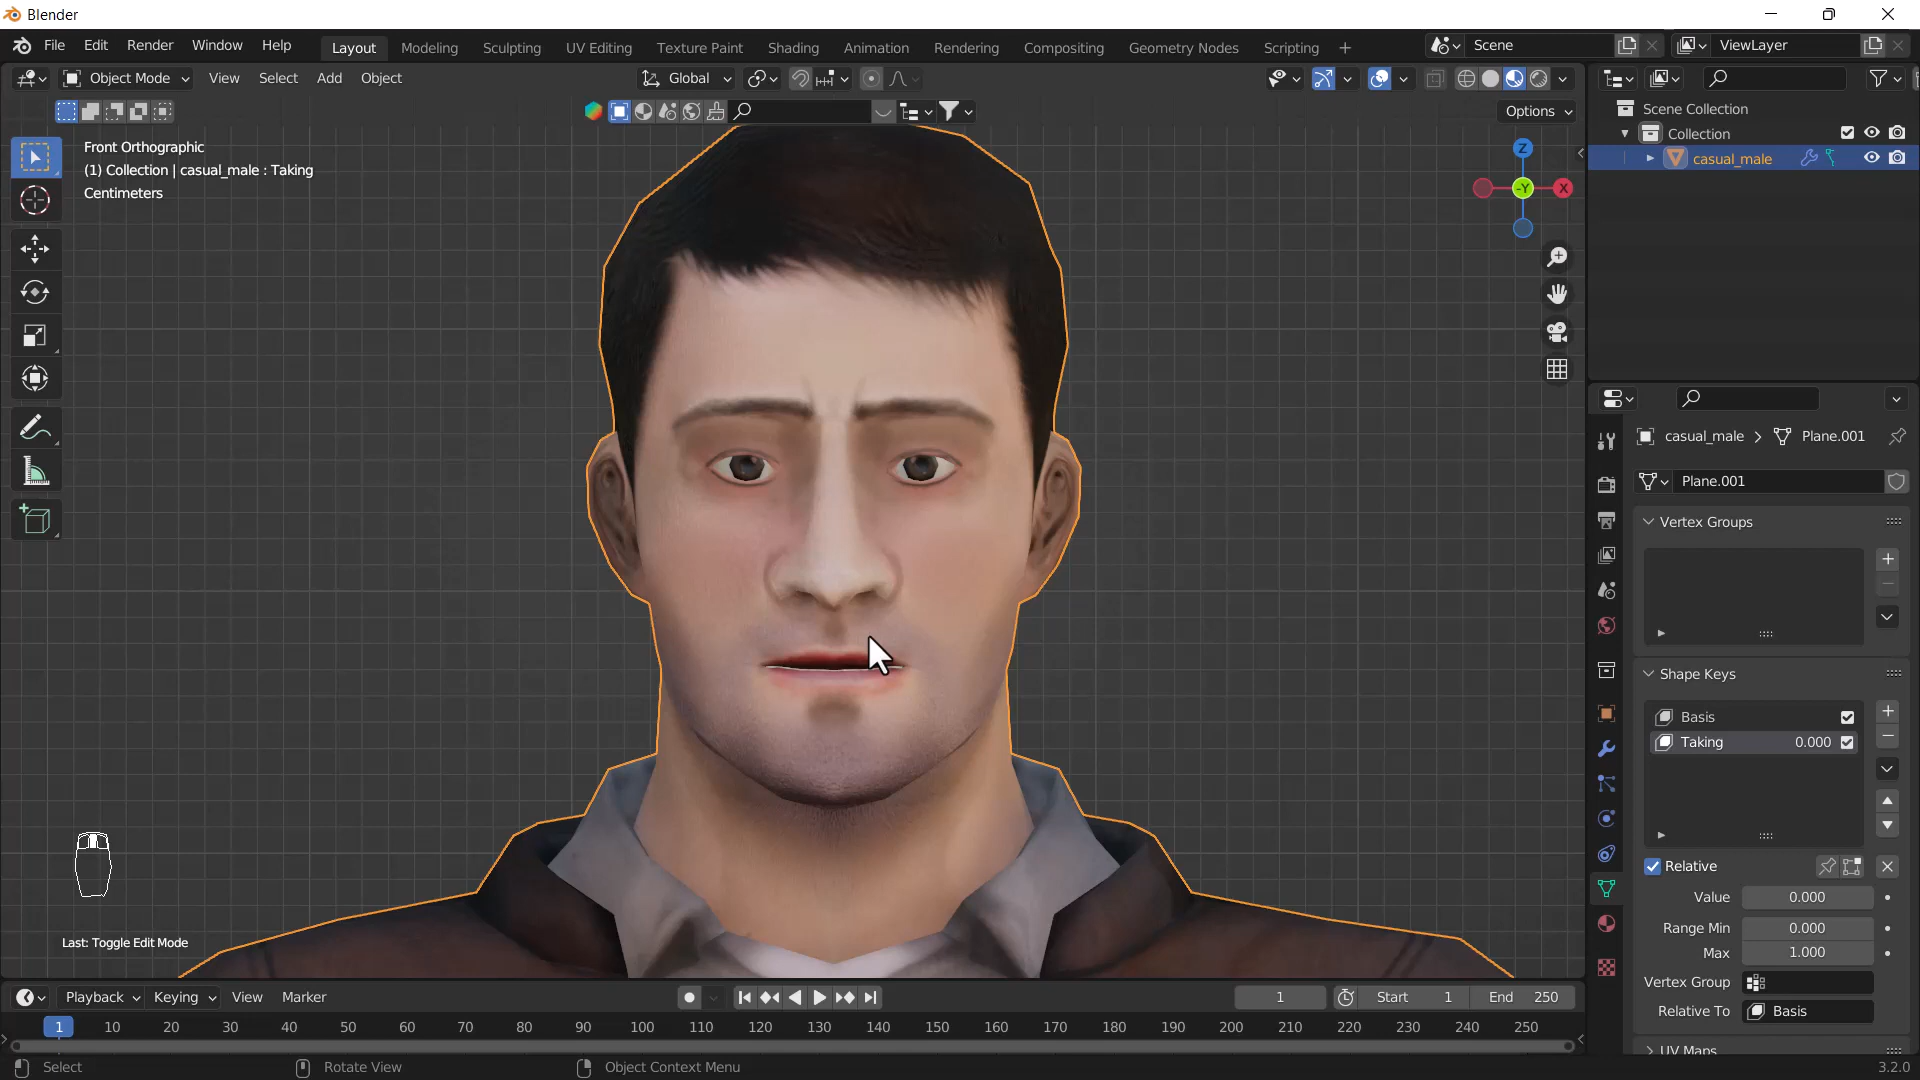 Blender
File Edit Render Window Help
Layout Modeling Sculpting UV Editing Texture Paint Shading Animation Rendering Compositing Geometry Nodes Scripting +
Scene
ViewLayer
Object Mode View Select Add Object
Global
Options
Front Orthographic
(1) Collection | casual_male : Taking
Centimeters
Z
-Y
X
Scene Collection
Collection
casual_male
casual_male > Plane.001
Plane.001
Vertex Groups
Shape Keys
Basis
Taking 0.000
Relative
Value 0.000
Range Min 0.000
Max 1.000
Vertex Group
Relative To Basis
UV Maps
Last: Toggle Edit Mode
Playback Keying View Marker
1
Start 1
End 250
1 10 20 30 40 50 60 70 80 90 100 110 120 130 140 150 160 170 180 190 200 210 220 230 240 250
Select
Rotate View
Object Context Menu
3.2.0